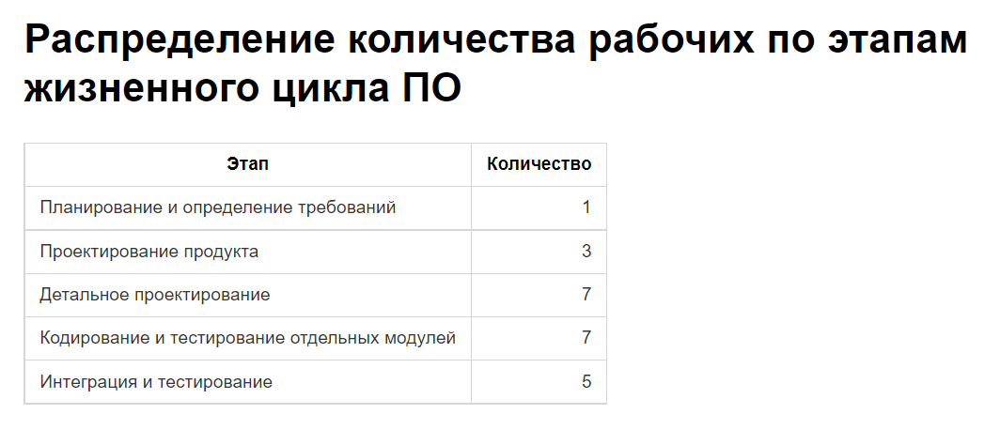 Распределение количества рабочих по этапам
жизненного цикла ПО
Этап Количество
Планирование и определение требований 1
Проектирование продукта 3
Детальное проектирование 7
Кодирование и тестирование отдельных модулей 7
Интеграция и тестирование 5